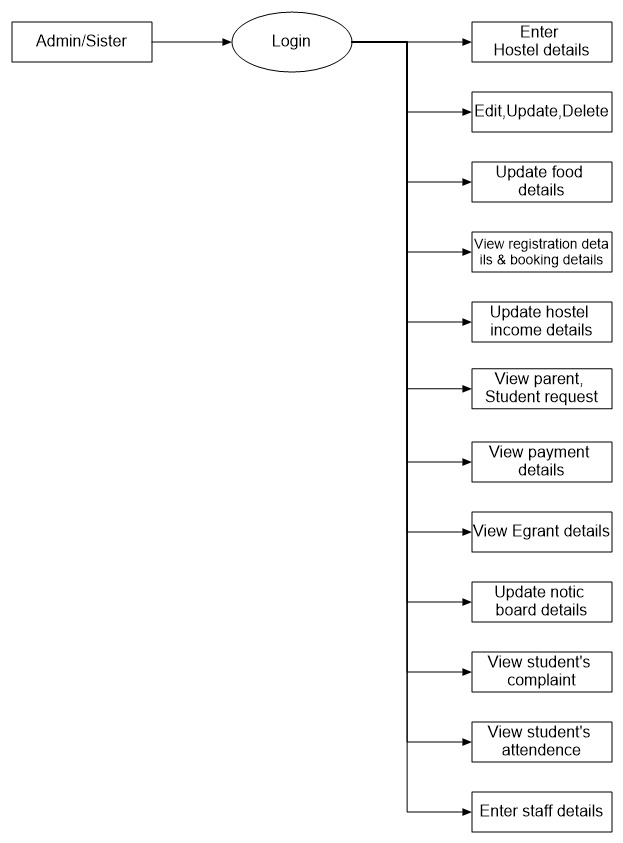 Admin/Sister
Login
Enter
Hostel details
Edit,Update,Delete
Update food
details
View registration deta
ils & booking details
Update hostel
income details
View parent,
Student request
View payment
details
View Egrant details
Update notic
board details
View student's
complaint
View student's
attendence
Enter staff details